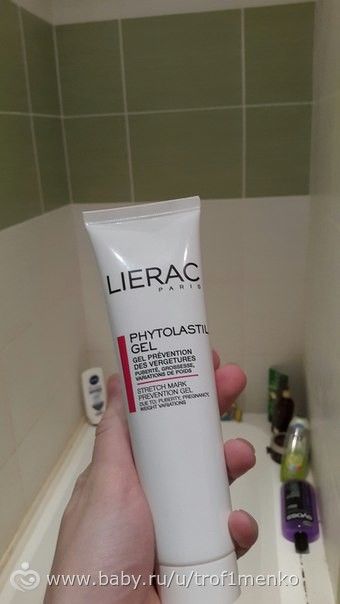 LIERAC
PARIS
PHYTOLASTIL
GEL
GEL PRÉVENTION
DES VERGETURES
PUBERTÉ, GROSSESSE,
VARIATIONS DE POIDS
STRETCH MARK
PREVENTION GEL
DUE TO: PUBERTY, PREGNANCY,
WEIGHT VARIATIONS
syoss
www.baby.ru/u/trof1menko